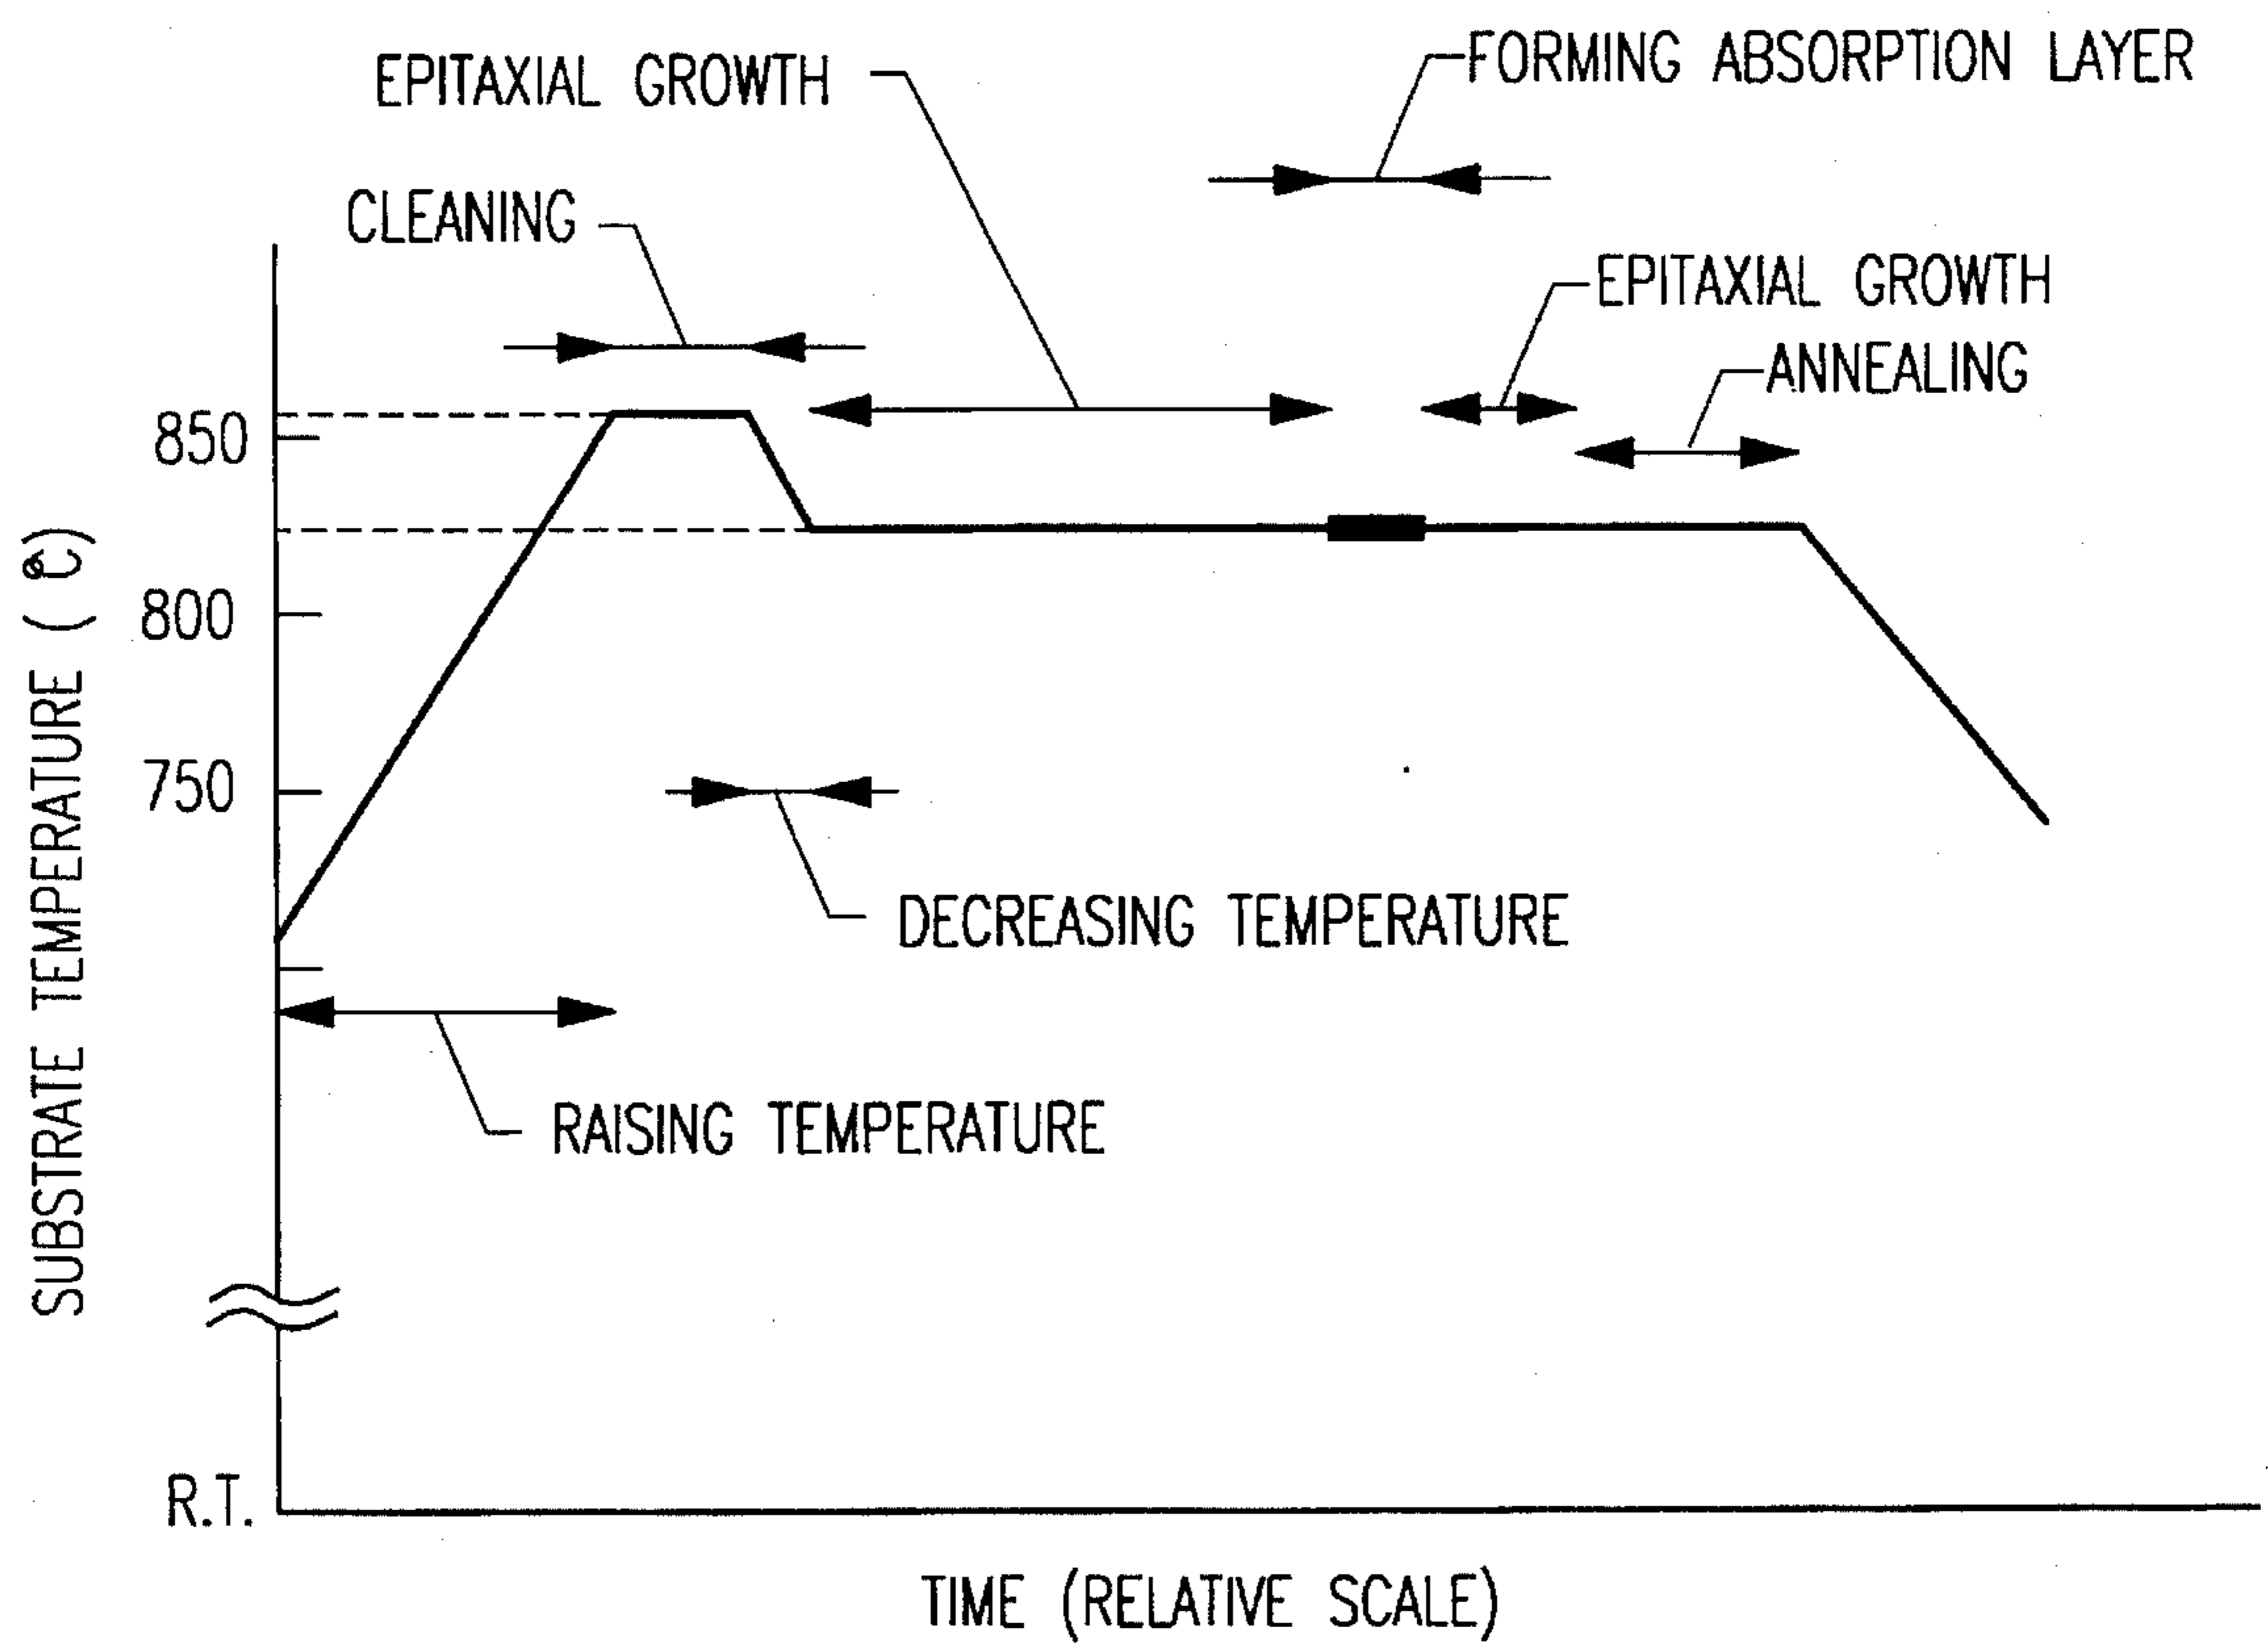 FORMING ABSORPTION LAYER
EPITAXIAL GROWTH
CLEANING
EPITAXIAL GROWTH
ANNEALING
850
800
750
DECREASING TEMPERATURE
RAISING TEMPERATURE
R.T.
SUBSTRATE TEMPERATURE (°C)
TIME (RELATIVE SCALE)